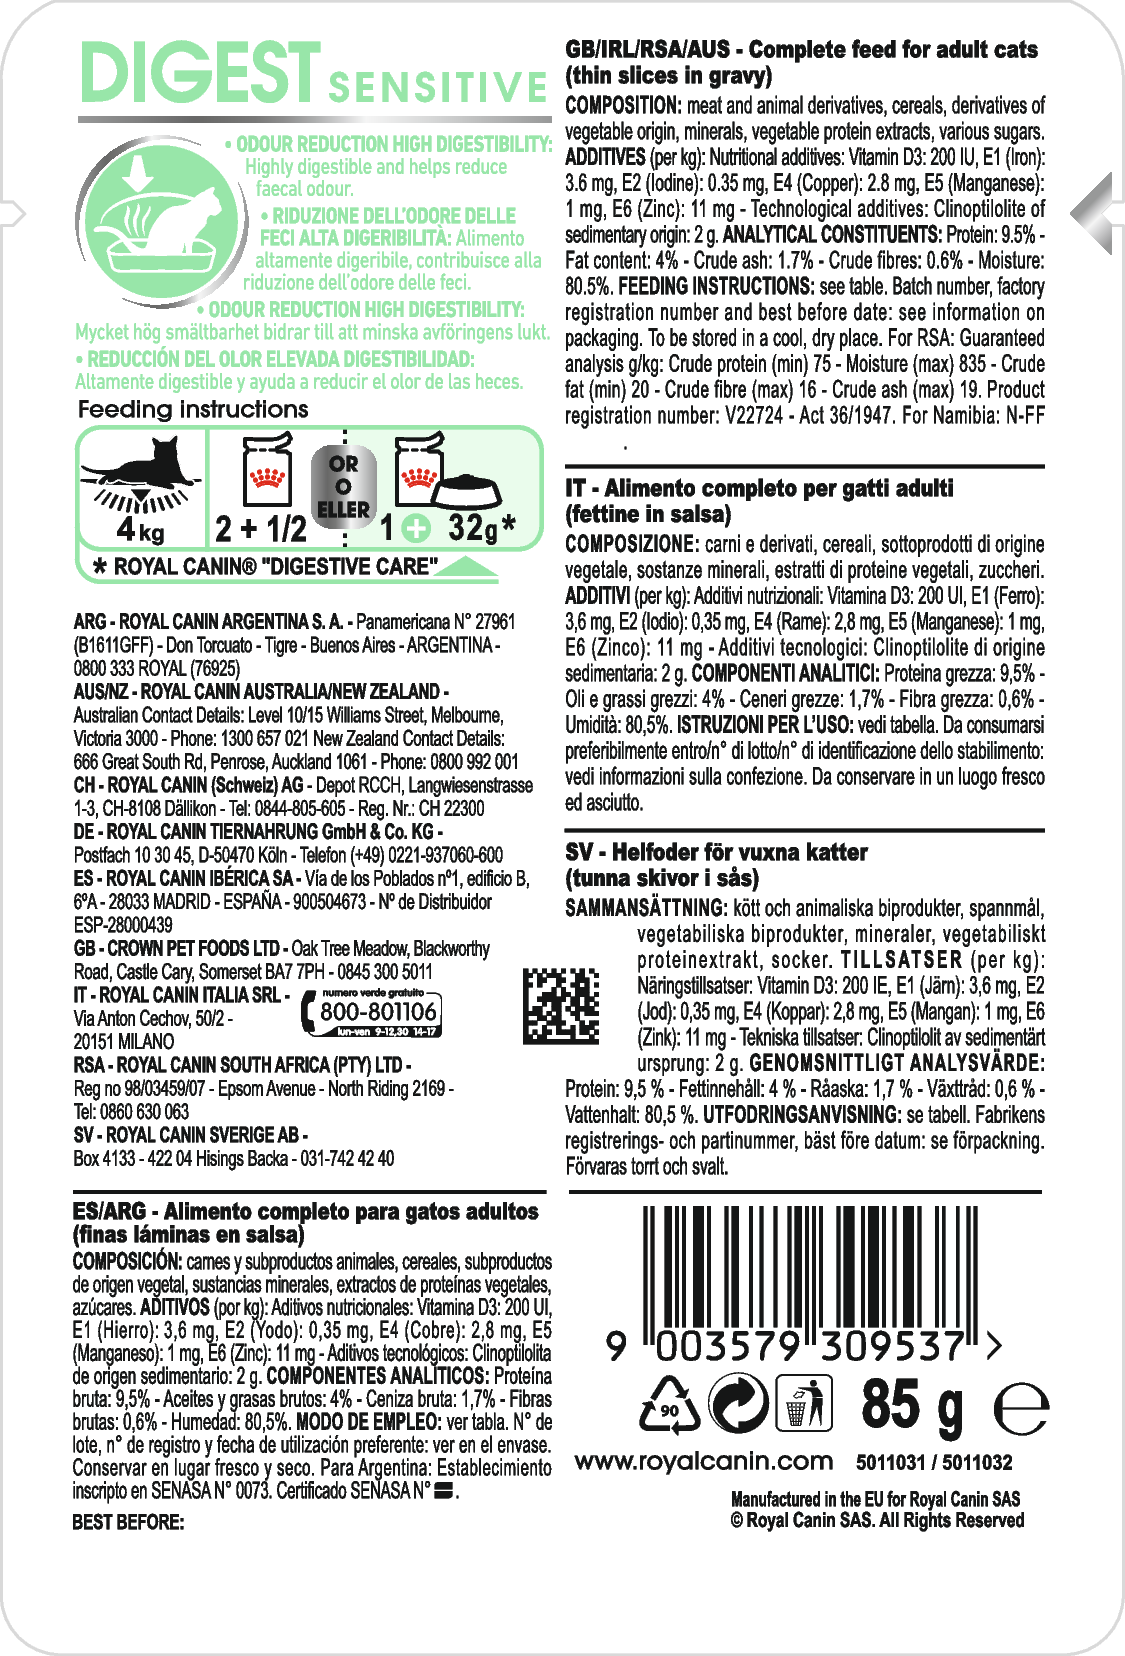 DIGEST SENSITIVE
• ODOUR REDUCTION HIGH DIGESTIBILITY:
Highly digestible and helps reduce
faecal odour.
• RIDUZIONE DELL'ODORE DELLE
FECI ALTA DIGERIBILITÀ: Alimento
altamente digeribile, contribuisce alla
riduzione dell'odore delle feci.
• ODOUR REDUCTION HIGH DIGESTIBILITY:
Mycket hög smältbarhet bidrar till att minska avföringens lukt.
• REDUCCIÓN DEL OLOR ELEVADA DIGESTIBILIDAD:
Altamente digestible y ayuda a reducir el olor de las heces.
Feeding instructions
4kg
2 + 1/2
OR
O
ELLER
1 + 32g*
* ROYAL CANIN® "DIGESTIVE CARE"
ARG - ROYAL CANIN ARGENTINA S. A. - Panamericana N° 27961
(B1611GFF) - Don Torcuato - Tigre - Buenos Aires - ARGENTINA -
0800 333 ROYAL (76925)
AUS/NZ - ROYAL CANIN AUSTRALIA/NEW ZEALAND -
Australian Contact Details: Level 10/15 Williams Street, Melbourne,
Victoria 3000 - Phone: 1300 657 021 New Zealand Contact Details:
666 Great South Rd, Penrose, Auckland 1061 - Phone: 0800 992 001
CH - ROYAL CANIN (Schweiz) AG - Depot RCCH, Langwiesenstrasse
1-3, CH-8108 Dällikon - Tel: 0844-805-605 - Reg. Nr.: CH 22300
DE - ROYAL CANIN TIERNAHRUNG GmbH & Co. KG -
Postfach 10 30 45, D-50470 Köln - Telefon (+49) 0221-937060-600
ES - ROYAL CANIN IBÉRICA SA - Vía de los Poblados nº1, edificio B,
6ºA - 28033 MADRID - ESPAÑA - 900504673 - Nº de Distribuidor
ESP-28000439
GB - CROWN PET FOODS LTD - Oak Tree Meadow, Blackworthy
Road, Castle Cary, Somerset BA7 7PH - 0845 300 5011
IT - ROYAL CANIN ITALIA SRL -
Via Anton Cechov, 50/2 -
20151 MILANO
numero verde gratuito
800-801106
lun-ven 9-12,30 14-17
RSA - ROYAL CANIN SOUTH AFRICA (PTY) LTD -
Reg no 98/03459/07 - Epsom Avenue - North Riding 2169 -
Tel: 0860 630 063
SV - ROYAL CANIN SVERIGE AB -
Box 4133 - 422 04 Hisings Backa - 031-742 42 40
ES/ARG - Alimento completo para gatos adultos
(finas láminas en salsa)
COMPOSICIÓN: carnes y subproductos animales, cereales, subproductos
de origen vegetal, sustancias minerales, extractos de proteínas vegetales,
azúcares. ADITIVOS (por kg): Aditivos nutricionales: Vitamina D3: 200 UI,
E1 (Hierro): 3,6 mg, E2 (Yodo): 0,35 mg, E4 (Cobre): 2,8 mg, E5
(Manganeso): 1 mg, E6 (Zinc): 11 mg - Aditivos tecnológicos: Clinoptilolita
de origen sedimentario: 2 g. COMPONENTES ANALÍTICOS: Proteína
bruta: 9,5% - Aceites y grasas brutos: 4% - Ceniza bruta: 1,7% - Fibras
brutas: 0,6% - Humedad: 80,5%. MODO DE EMPLEO: ver tabla. N° de
lote, n° de registro y fecha de utilización preferente: ver en el envase.
Conservar en lugar fresco y seco. Para Argentina: Establecimiento
inscripto en SENASA N° 0073. Certificado SENASA N° .
BEST BEFORE:
GB/IRL/RSA/AUS - Complete feed for adult cats
(thin slices in gravy)
COMPOSITION: meat and animal derivatives, cereals, derivatives of
vegetable origin, minerals, vegetable protein extracts, various sugars.
ADDITIVES (per kg): Nutritional additives: Vitamin D3: 200 IU, E1 (Iron):
3.6 mg, E2 (Iodine): 0.35 mg, E4 (Copper): 2.8 mg, E5 (Manganese):
1 mg, E6 (Zinc): 11 mg - Technological additives: Clinoptilolite of
sedimentary origin: 2 g. ANALYTICAL CONSTITUENTS: Protein: 9.5% -
Fat content: 4% - Crude ash: 1.7% - Crude fibres: 0.6% - Moisture:
80.5%. FEEDING INSTRUCTIONS: see table. Batch number, factory
registration number and best before date: see information on
packaging. To be stored in a cool, dry place. For RSA: Guaranteed
analysis g/kg: Crude protein (min) 75 - Moisture (max) 835 - Crude
fat (min) 20 - Crude fibre (max) 16 - Crude ash (max) 19. Product
registration number: V22724 - Act 36/1947. For Namibia: N-FF
.
IT - Alimento completo per gatti adulti
(fettine in salsa)
COMPOSIZIONE: carni e derivati, cereali, sottoprodotti di origine
vegetale, sostanze minerali, estratti di proteine vegetali, zuccheri.
ADDITIVI (per kg): Additivi nutrizionali: Vitamina D3: 200 UI, E1 (Ferro):
3,6 mg, E2 (Iodio): 0,35 mg, E4 (Rame): 2,8 mg, E5 (Manganese): 1 mg,
E6 (Zinco): 11 mg - Additivi tecnologici: Clinoptilolite di origine
sedimentaria: 2 g. COMPONENTI ANALITICI: Proteina grezza: 9,5% -
Oli e grassi grezzi: 4% - Ceneri grezze: 1,7% - Fibra grezza: 0,6% -
Umidità: 80,5%. ISTRUZIONI PER L'USO: vedi tabella. Da consumarsi
preferibilmente entro/n° di lotto/n° di identificazione dello stabilimento:
vedi informazioni sulla confezione. Da conservare in un luogo fresco
ed asciutto.
SV - Helfoder för vuxna katter
(tunna skivor i sås)
SAMMANSÄTTNING: kött och animaliska biprodukter, spannmål,
vegetabiliska biprodukter, mineraler, vegetabiliskt
proteinextrakt, socker. TILLSATSER (per kg):
Näringstillsatser: Vitamin D3: 200 IE, E1 (Järn): 3,6 mg, E2
(Jod): 0,35 mg, E4 (Koppar): 2,8 mg, E5 (Mangan): 1 mg, E6
(Zink): 11 mg - Tekniska tillsatser: Clinoptilolit av sedimentärt
ursprung: 2 g. GENOMSNITTLIGT ANALYSVÄRDE:
Protein: 9,5 % - Fettinnehåll: 4 % - Råaska: 1,7 % - Växttråd: 0,6 % -
Vattenhalt: 80,5 %. UTFODRINGSANVISNING: se tabell. Fabrikens
registrerings- och partinummer, bäst före datum: se förpackning.
Förvaras torrt och svalt.
9 003579 309537 >
90
85 g e
www.royalcanin.com 5011031 / 5011032
Manufactured in the EU for Royal Canin SAS
© Royal Canin SAS. All Rights Reserved